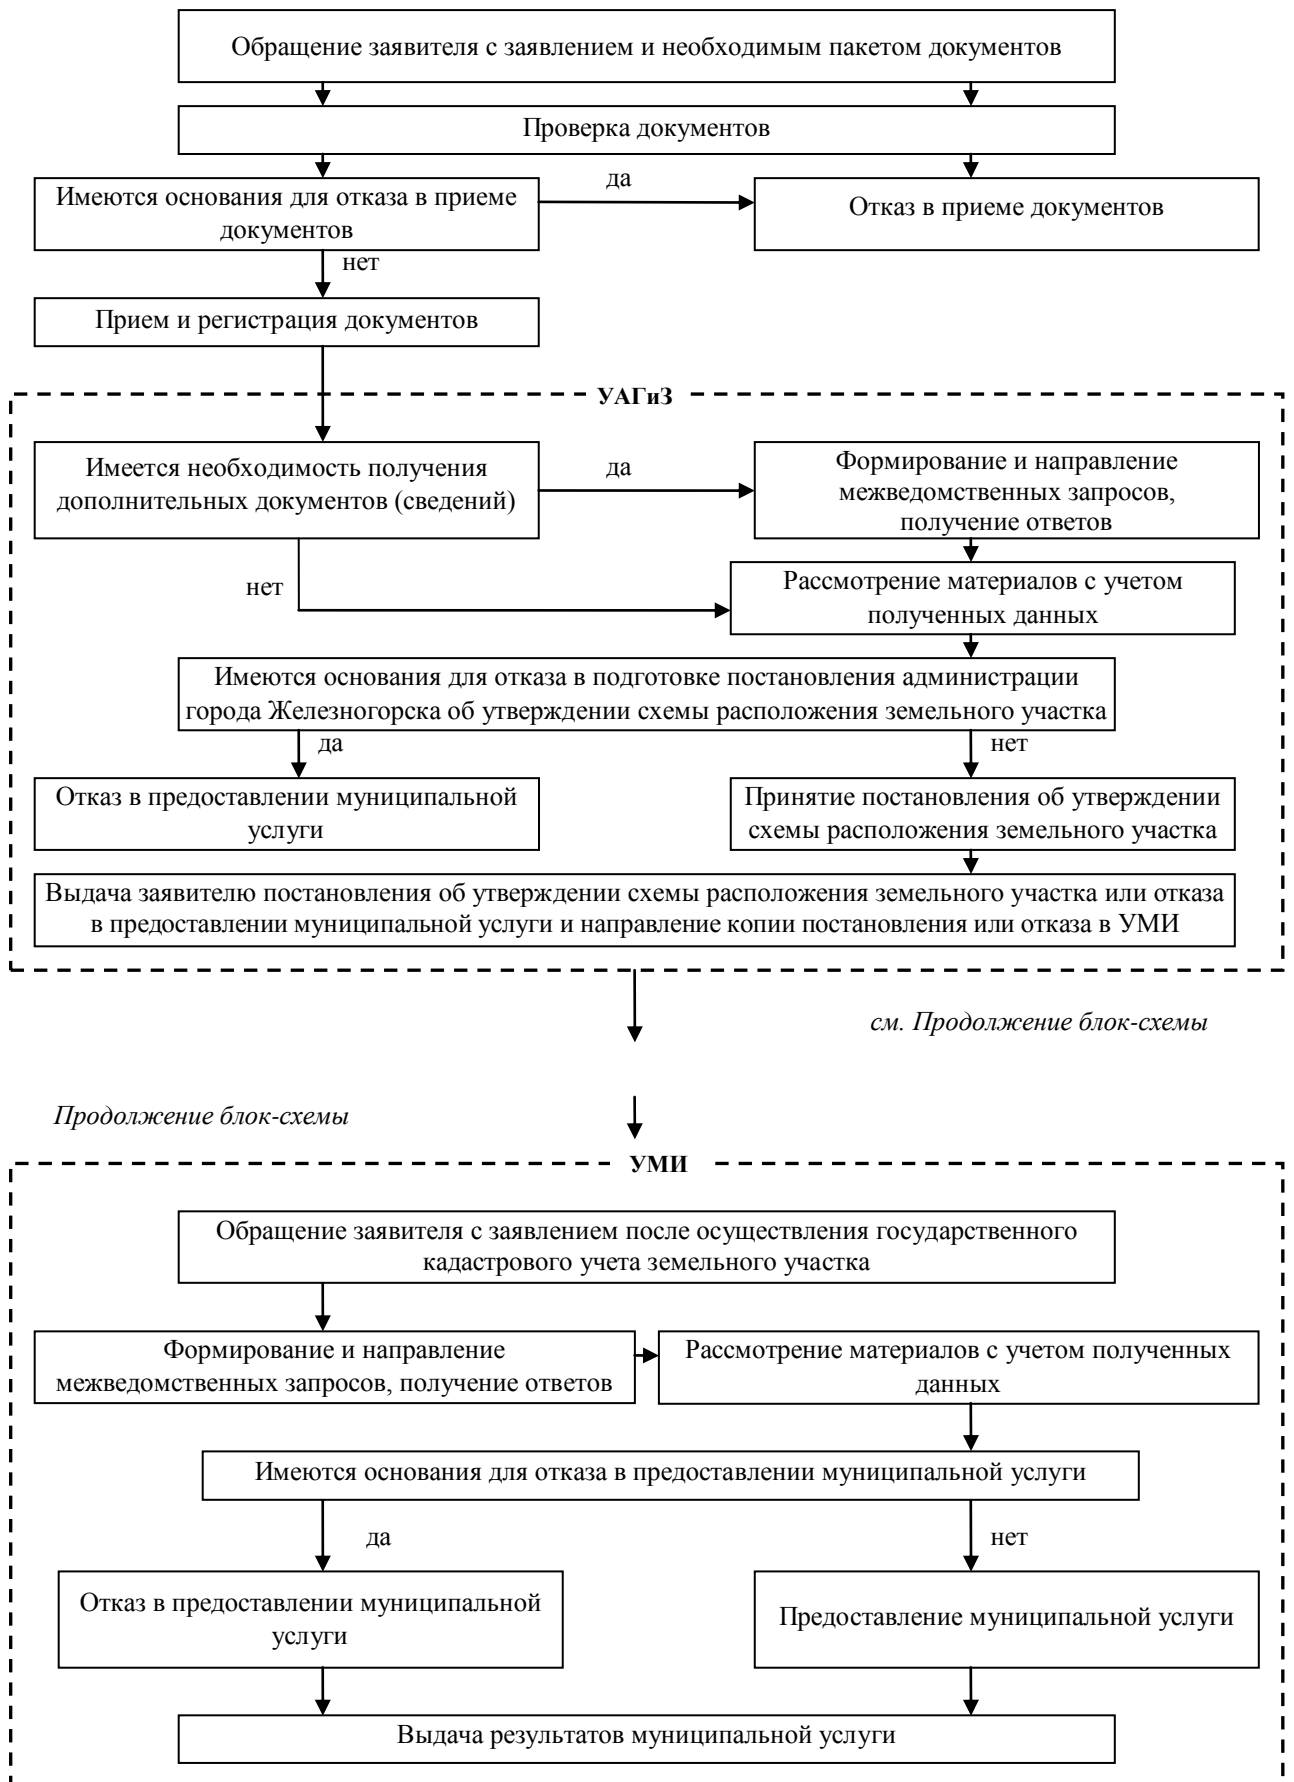 Обращение заявителя с заявлением и необходимым пакетом документов
Проверка документов
Имеются основания для отказа в приеме
документов
да
Отказ в приеме документов
нет
Прием и регистрация документов
УАГиЗ
Имеется необходимость получения
дополнительных документов (сведений)
да
Формирование и направление
межведомственных запросов,
получение ответов
нет
Рассмотрение материалов с учетом
полученных данных
Имеются основания для отказа в подготовке постановления администрации
города Железногорска об утверждении схемы расположения земельного участка
да
нет
Отказ в предоставлении муниципальной
услуги
Принятие постановления об утверждении
схемы расположения земельного участка
Выдача заявителю постановления об утверждении схемы расположения земельного участка или отказа
в предоставлении муниципальной услуги и направление копии постановления или отказа в УМИ
см. Продолжение блок-схемы
Продолжение блок-схемы
УМИ
Обращение заявителя с заявлением после осуществления государственного
кадастрового учета земельного участка
Формирование и направление
межведомственных запросов, получение ответов
Рассмотрение материалов с учетом полученных
данных
Имеются основания для отказа в предоставлении муниципальной услуги
да
нет
Отказ в предоставлении муниципальной
услуги
Предоставление муниципальной услуги
Выдача результатов муниципальной услуги